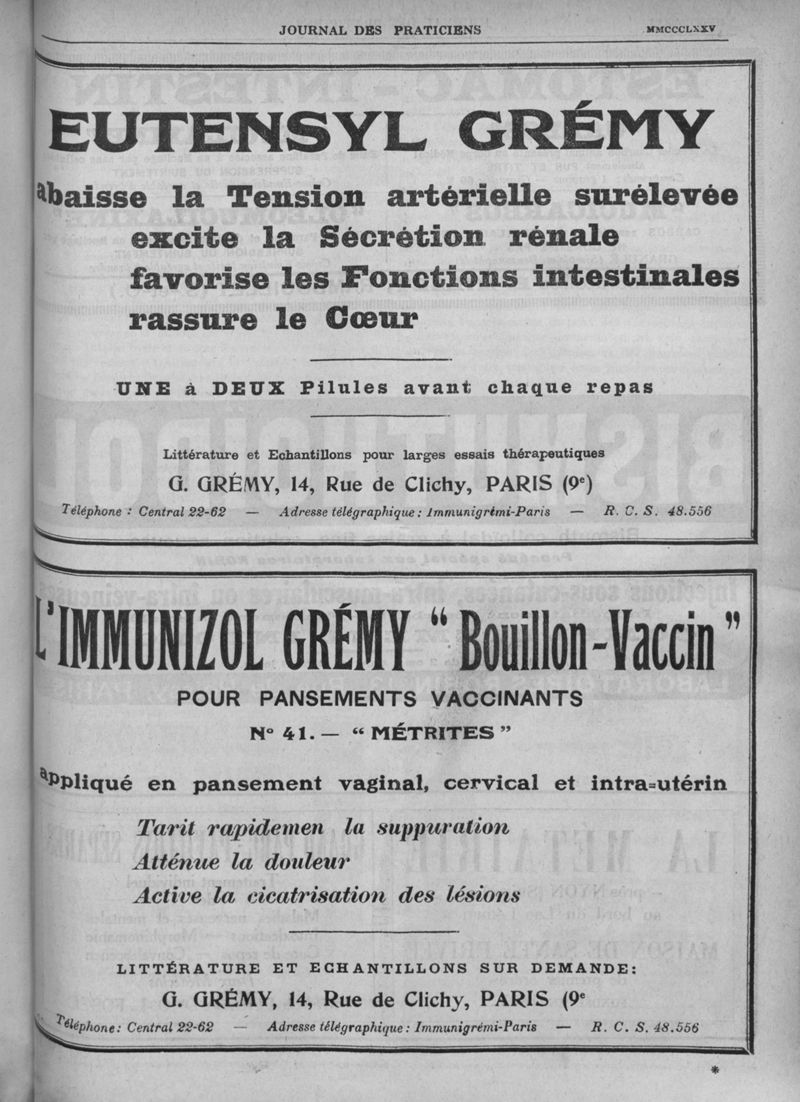 JOURNAL DES PRATICIENS MMCCCLXXV
EUTENSYL GRÉMY
abaisse la Tension artérielle surélevée
excite la Sécrétion rénale
favorise les Fonctions intestinales
rassure le Cœur
UNE à DEUX Pilules avant chaque repas
Littérature et Echantillons pour larges essais thérapeutiques
G. GRÉMY, 14, Rue de Clichy, PARIS (9e)
Téléphone : Central 22-62 — Adresse télégraphique : Immunigrémi-Paris — R. C. S. 48.556
L'IMMUNIZOL GRÉMY “ Bouillon-Vaccin ”
POUR PANSEMENTS VACCINANTS
N° 41. — “ MÉTRITES ”
appliqué en pansement vaginal, cervical et intra-utérin
Tarit rapidemen la suppuration
Atténue la douleur
Active la cicatrisation des lésions
LITTÉRATURE ET ECHANTILLONS SUR DEMANDE:
G. GRÉMY, 14, Rue de Clichy, PARIS (9e
Téléphone : Central 22-62 — Adresse télégraphique : Immunigrémi-Paris — R. C. S. 48.556
*